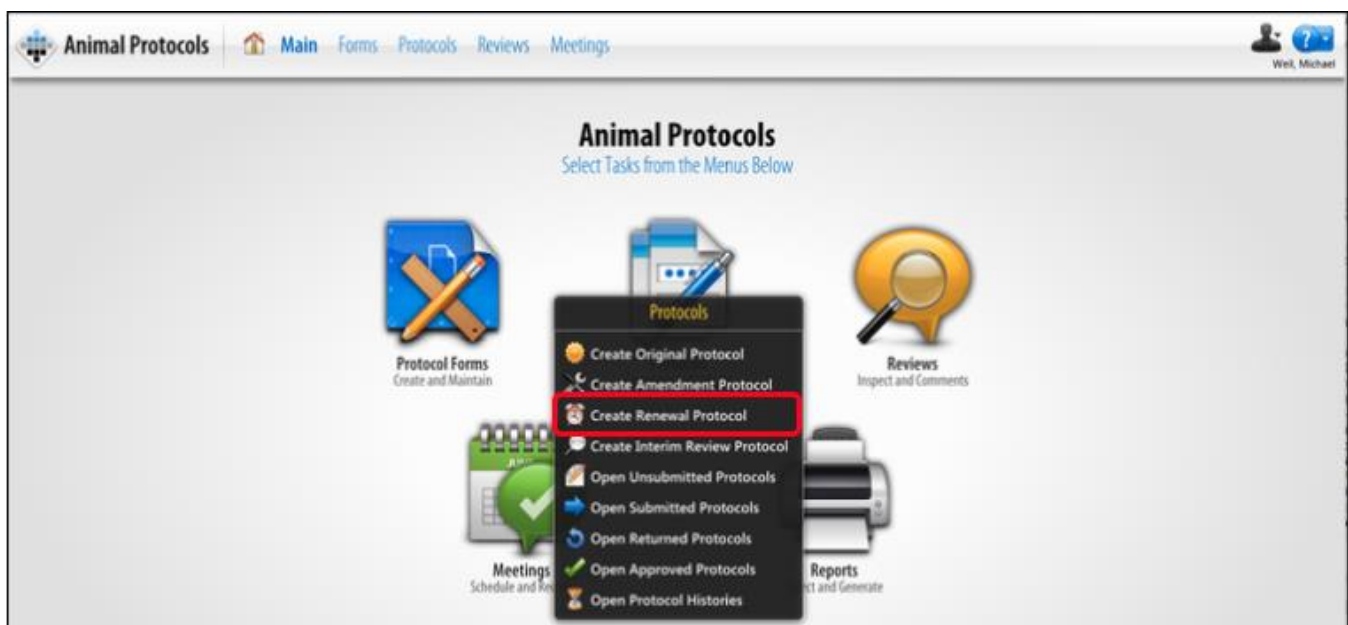 Animal Protocols Main Forms Protocols Reviews Meetings
Weil, Michael
Animal Protocols
Select Tasks from the Menus Below
Protocols
Create Original Protocol
Create Amendment Protocol
Create Renewal Protocol
Create Interim Review Protocol
Open Unsubmitted Protocols
Open Submitted Protocols
Open Returned Protocols
Open Approved Protocols
Open Protocol Histories
Protocol Forms
Create and Maintain
Reviews
Inspect and Comments
Meetings
Schedule and
Reports
and Generate